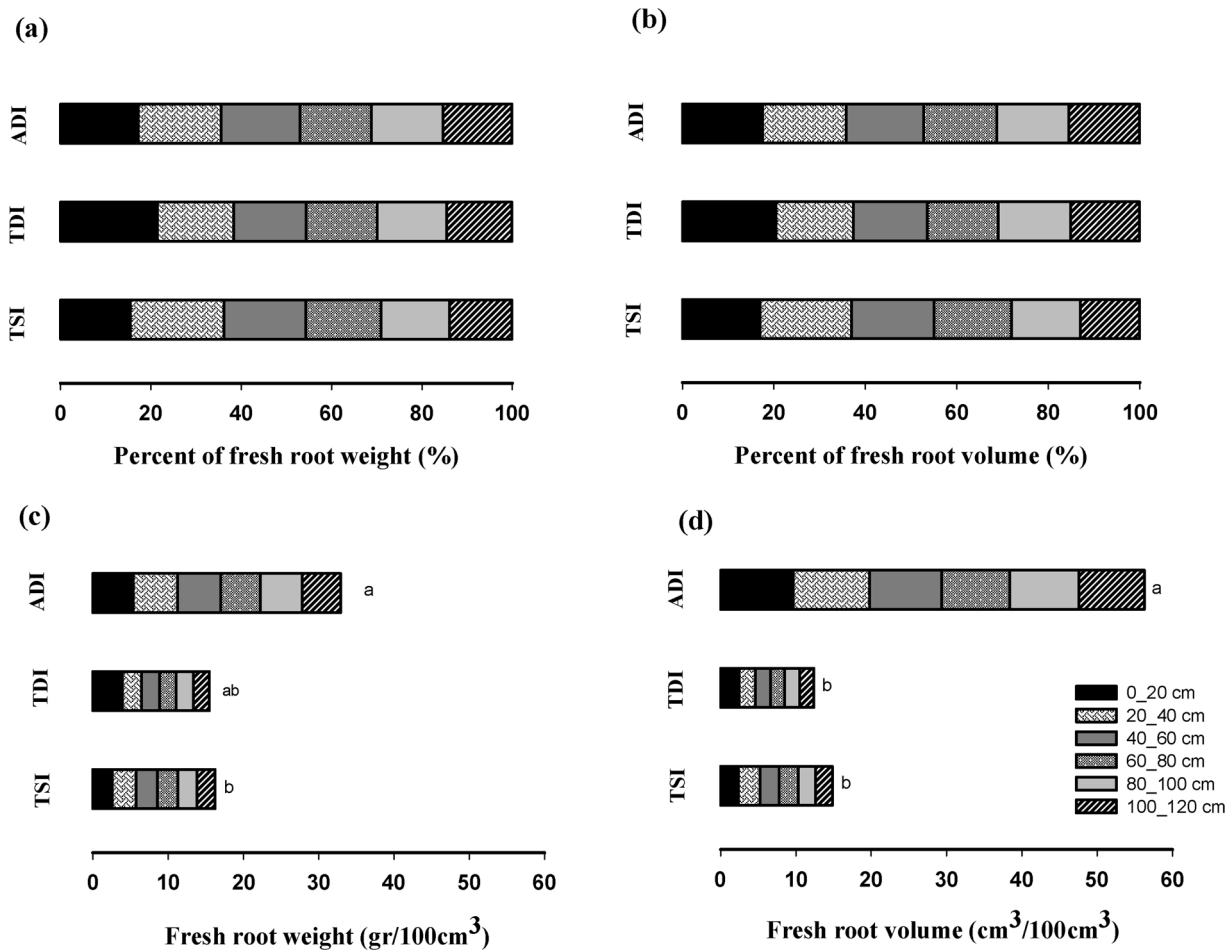 (a)
ADI
TDI
TSI
0 20 40 60 80 100
Percent of fresh root weight (%)
(b)
ADI
TDI
TSI
0 20 40 60 80 100
Percent of fresh root volume (%)
(c)
ADI
a
TDI
ab
TSI
b
0 10 20 30 40 50 60
Fresh root weight (gr/100cm³)
(d)
ADI
a
TDI
b
TSI
b
0 10 20 30 40 50 60
Fresh root volume (cm³/100cm³)
0_20 cm
20_40 cm
40_60 cm
60_80 cm
80_100 cm
100_120 cm